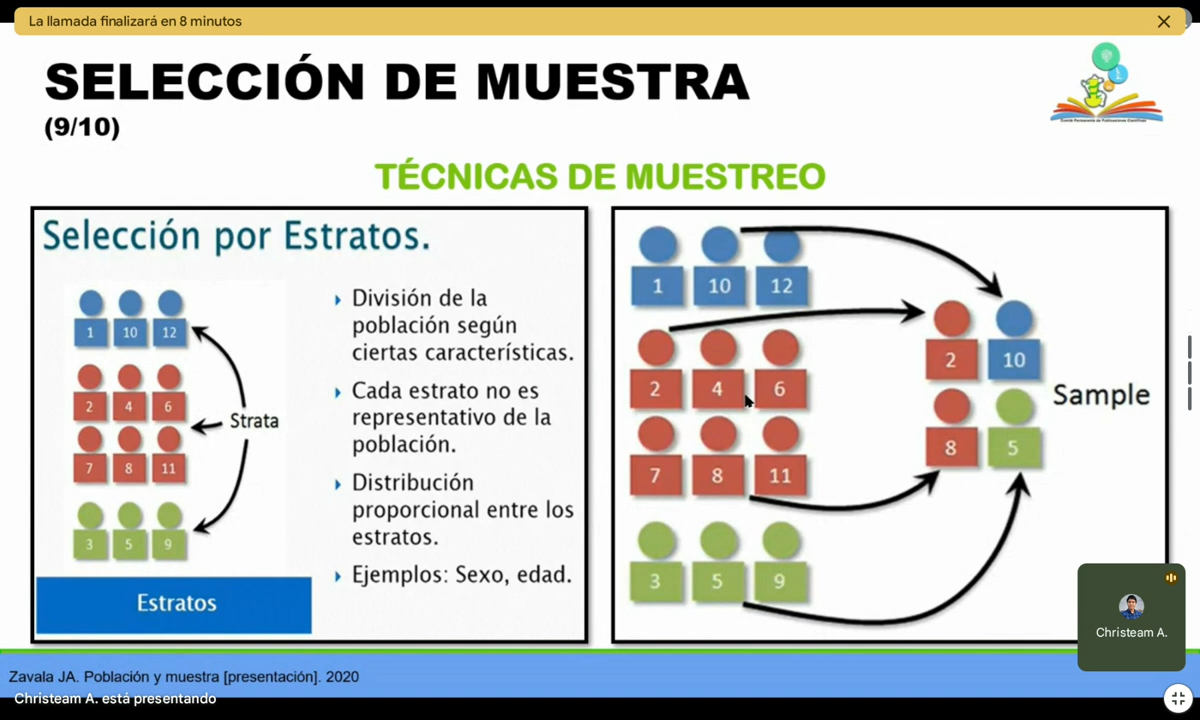 La llamada finalizará en 8 minutos
SELECCIÓN DE MUESTRA
(9/10)
TÉCNICAS DE MUESTREO
Selección por Estratos.
1 10 12
2 4 6
7 8 11
3 5 9
Strata
Estratos
División de la
población según
ciertas características.
Cada estrato no es
representativo de la
población.
Distribución
proporcional entre los
estratos.
Ejemplos: Sexo, edad.
1 10 12
2 4 6
7 8 11
3 5 9
2 10
8 5
Sample
Christeam A.
Zavala JA. Población y muestra [presentación]. 2020
Christeam A. está presentando